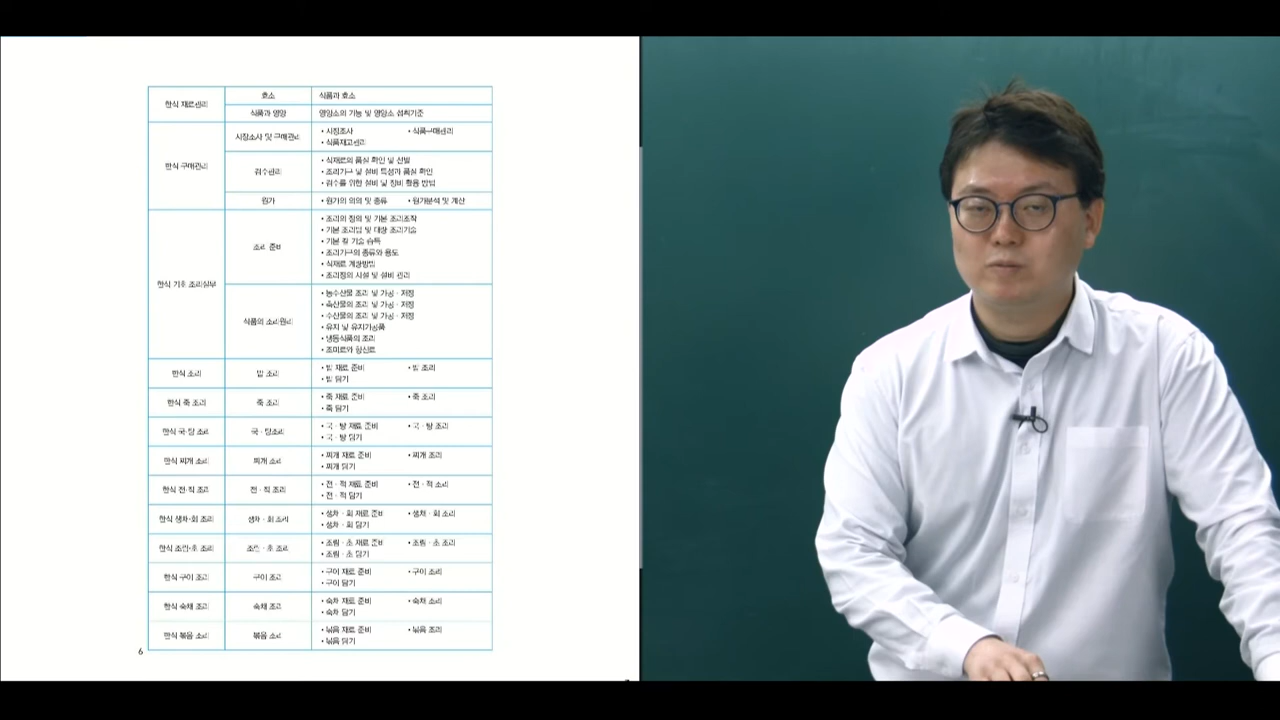 한식 재료관리
효소
식품과 효소
식품과 영양
영양소의 기능 및 영양소 섭취기준
한식 구매관리
시장조사 및 구매관리
• 시장조사 • 식품구매관리
• 식품재고관리
검수관리
• 식재료의 품질 확인 및 선별
• 조리기구 및 설비 특성과 품질 확인
• 검수를 위한 설비 및 장비 활용 방법
원가
• 원가의 의의 및 종류 • 원가분석 및 계산
한식 기초 조리실무
조리 준비
• 조리의 정의 및 기본 조리조작
• 기본 조리법 및 대량 조리기술
• 기본 칼 기술 습득
• 조리기구의 종류와 용도
• 식재료 계량방법
• 조리장의 시설 및 설비 관리
식품의 조리원리
• 농수산물 조리 및 가공 · 저장
• 축산물의 조리 및 가공 · 저장
• 수산물의 조리 및 가공 · 저장
• 유지 및 유지가공품
• 냉동식품의 조리
• 조미료와 향신료
한식 조리
밥 조리
• 밥 재료 준비 • 밥 조리
• 밥 담기
한식 죽 조리
죽 조리
• 죽 재료 준비 • 죽 조리
• 죽 담기
한식 국·탕 조리
국 · 탕조리
• 국 · 탕 재료 준비 • 국 · 탕 조리
• 국 · 탕 담기
한식 찌개 조리
찌개 조리
• 찌개 재료 준비 • 찌개 조리
• 찌개 담기
한식 전·적 조리
전 · 적 조리
• 전 · 적 재료 준비 • 전 · 적 조리
• 전 · 적 담기
한식 생채·회 조리
생채 · 회 조리
• 생채 · 회 재료 준비 • 생채 · 회 조리
• 생채 · 회 담기
한식 조림·초 조리
조림 · 초 조리
• 조림 · 초 재료 준비 • 조림 · 초 조리
• 조림 · 초 담기
한식 구이 조리
구이 조리
• 구이 재료 준비 • 구이 조리
• 구이 담기
한식 숙채 조리
숙채 조리
• 숙채 재료 준비 • 숙채 조리
• 숙채 담기
한식 볶음 조리
볶음 조리
• 볶음 재료 준비 • 볶음 조리
• 볶음 담기
6